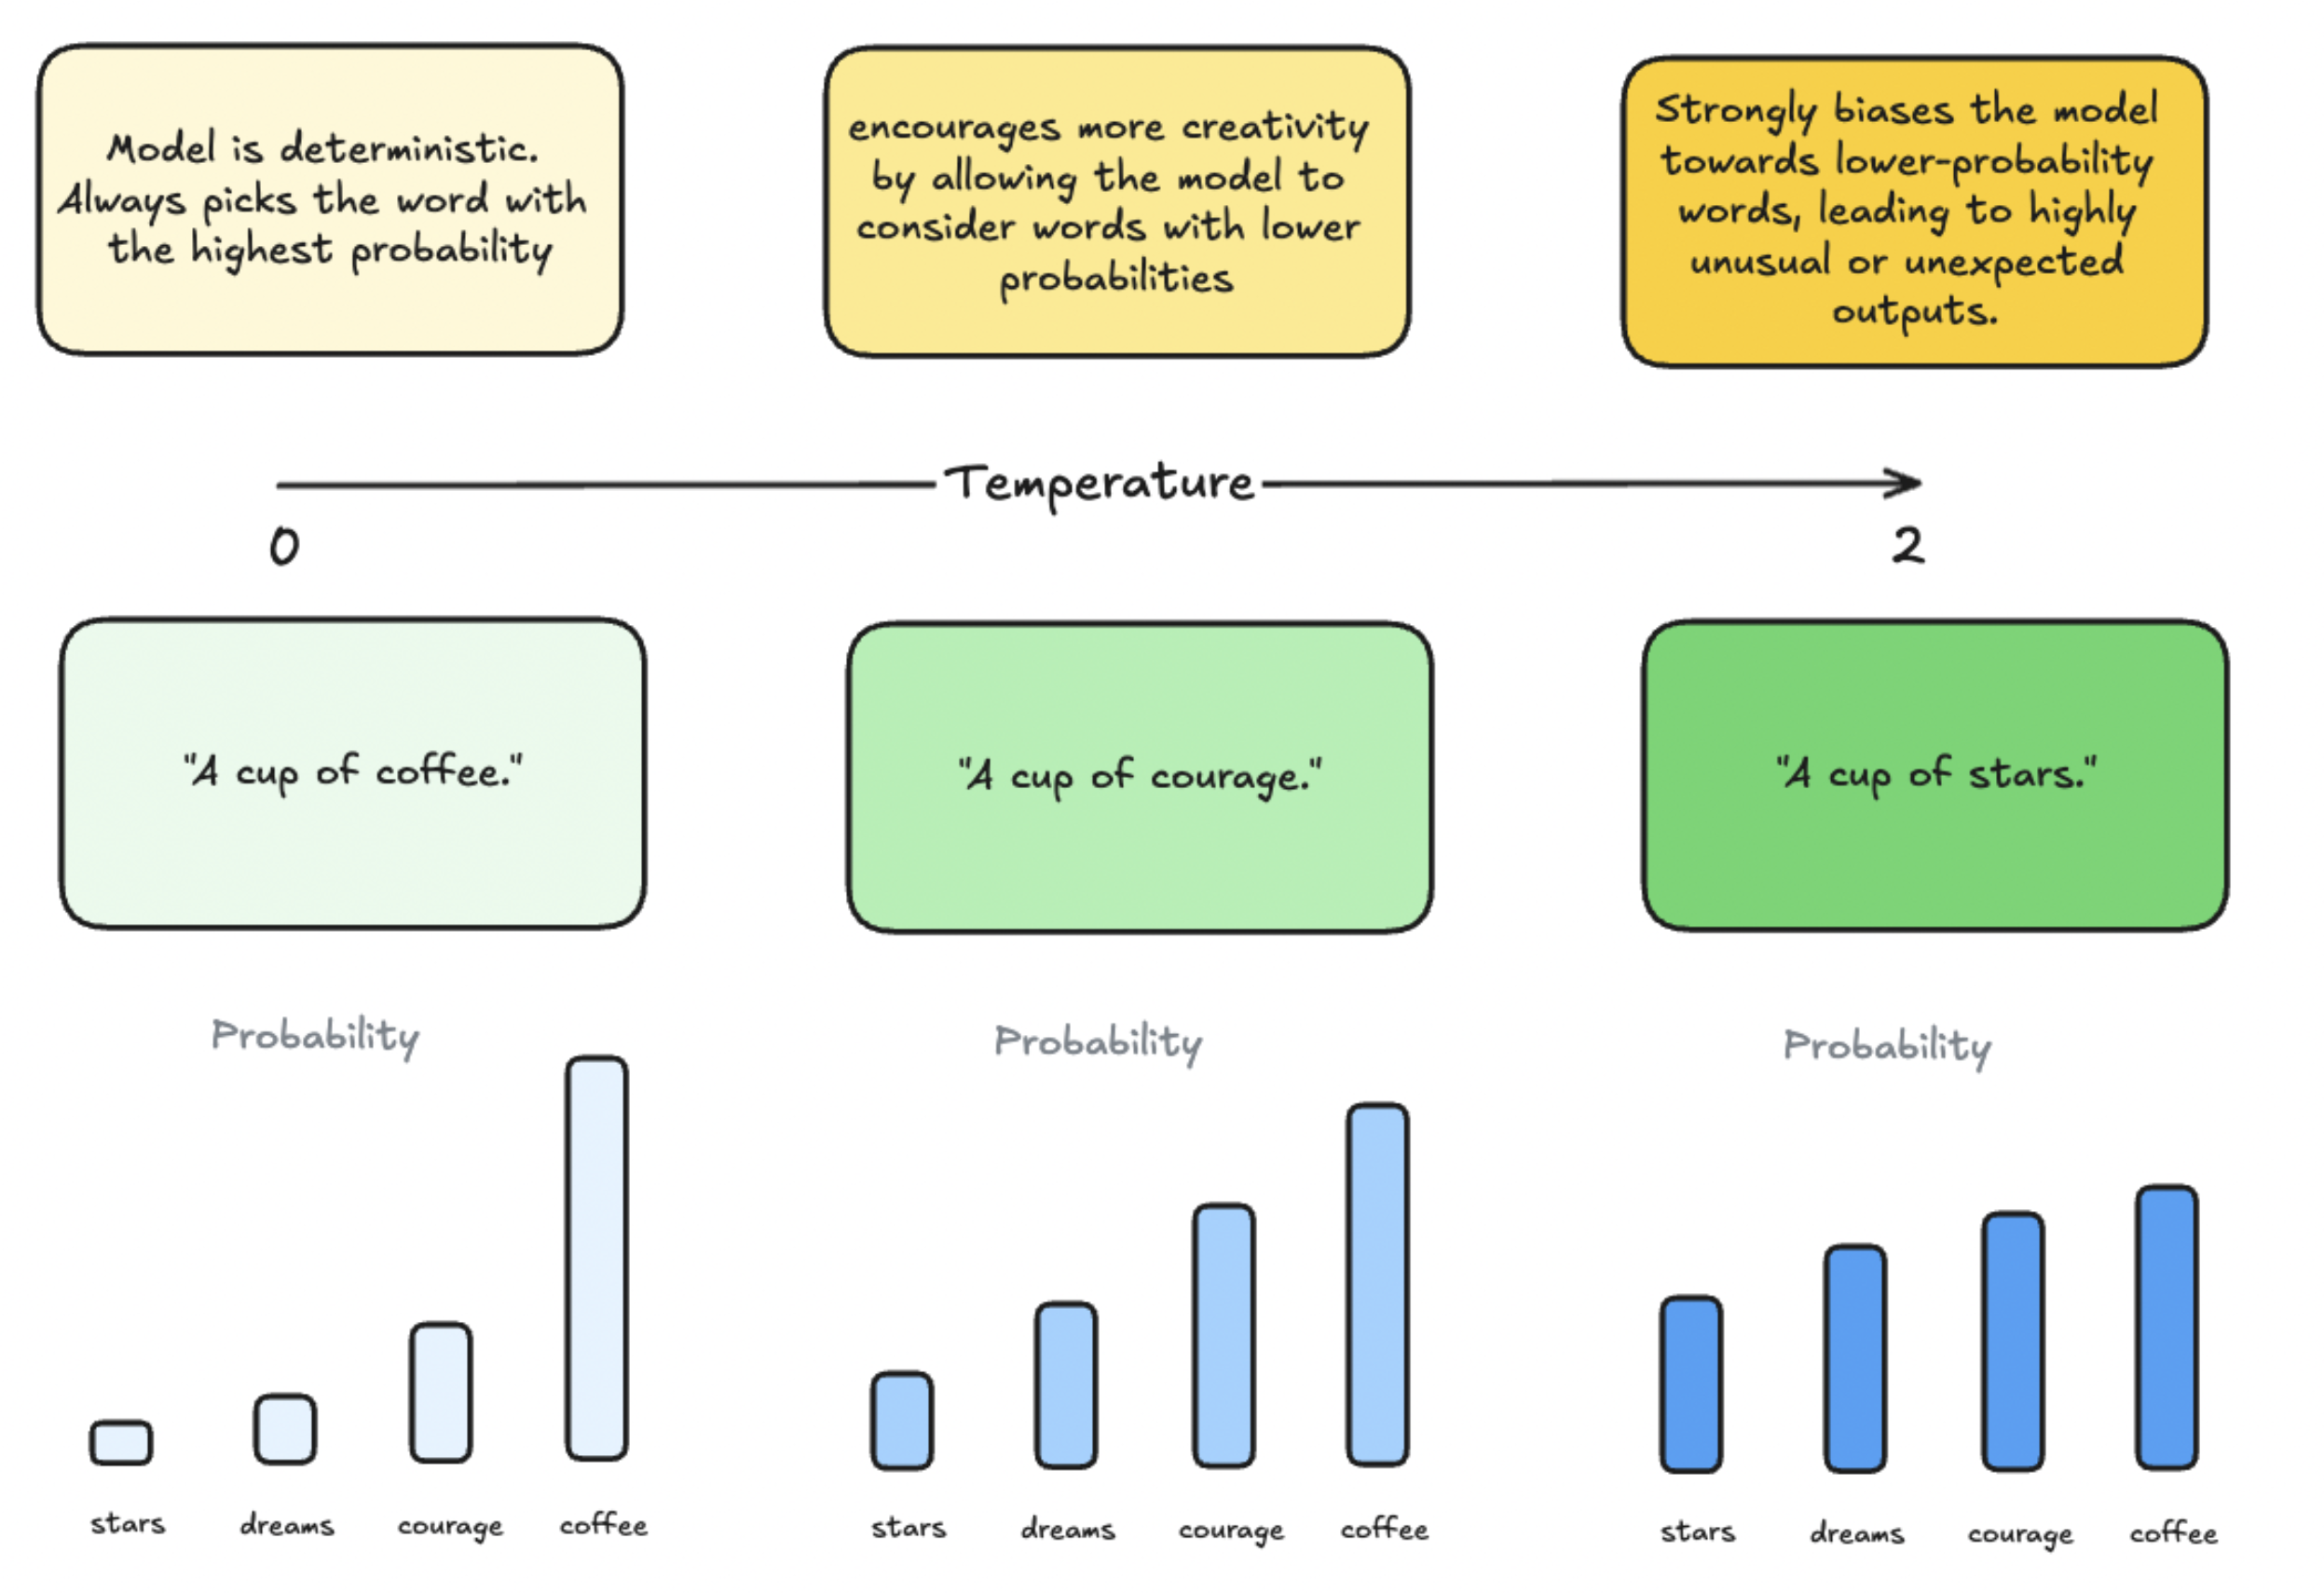 Model is deterministic.
Always picks the word with
the highest probability
encourages more creativity
by allowing the model to
consider words with lower
probabilities
Strongly biases the model
towards lower-probability
words, leading to highly
unusual or unexpected
outputs.
Temperature
0
2
"A cup of coffee."
"A cup of courage."
"A cup of stars."
Probability
stars dreams courage coffee
Probability
stars dreams courage coffee
Probability
stars dreams courage coffee